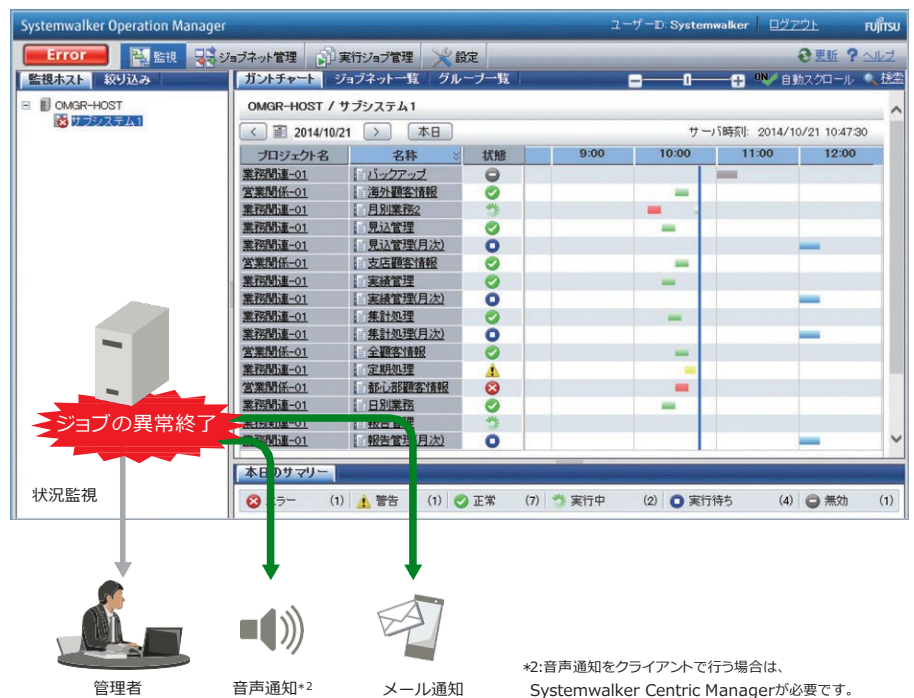 Systemwalker Operation Manager ユーザーID: Systemwalker ログアウト FUJITSU
Error 監視 ジョブネット管理 実行ジョブ管理 設定 更新 ? ヘルプ
監視ホスト 絞り込み ガントチャート ジョブネット一覧 グループ一覧 ON 自動スクロール 検索
OMGR-HOST
サブシステム1
OMGR-HOST / サブシステム1
< 2014/10/21 > 本日 サーバ時刻: 2014/10/21 10:47:30
プロジェクト名 名称 状態 9:00 10:00 11:00 12:00
業務関連-01 バックアップ
営業関係-01 海外顧客情報
業務関連-01 月別業務2
業務関連-01 見込管理
業務関連-01 見込管理(月次)
営業関係-01 支店顧客情報
業務関連-01 実績管理
業務関連-01 実績管理(月次)
業務関連-01 集計処理
業務関連-01 集計処理(月次)
営業関係-01 全顧客情報
業務関連-01 定期処理
営業関係-01 都心部顧客情報
業務関連-01 日別業務
業務関連-01 報告管理
業務関連-01 報告管理(月次)
ジョブの異常終了
本日のサマリー
エラー (1) 警告 (1) 正常 (7) 実行中 (2) 実行待ち (4) 無効 (1)
状況監視
管理者 音声通知*2 メール通知
*2:音声通知をクライアントで行う場合は、
Systemwalker Centric Managerが必要です。